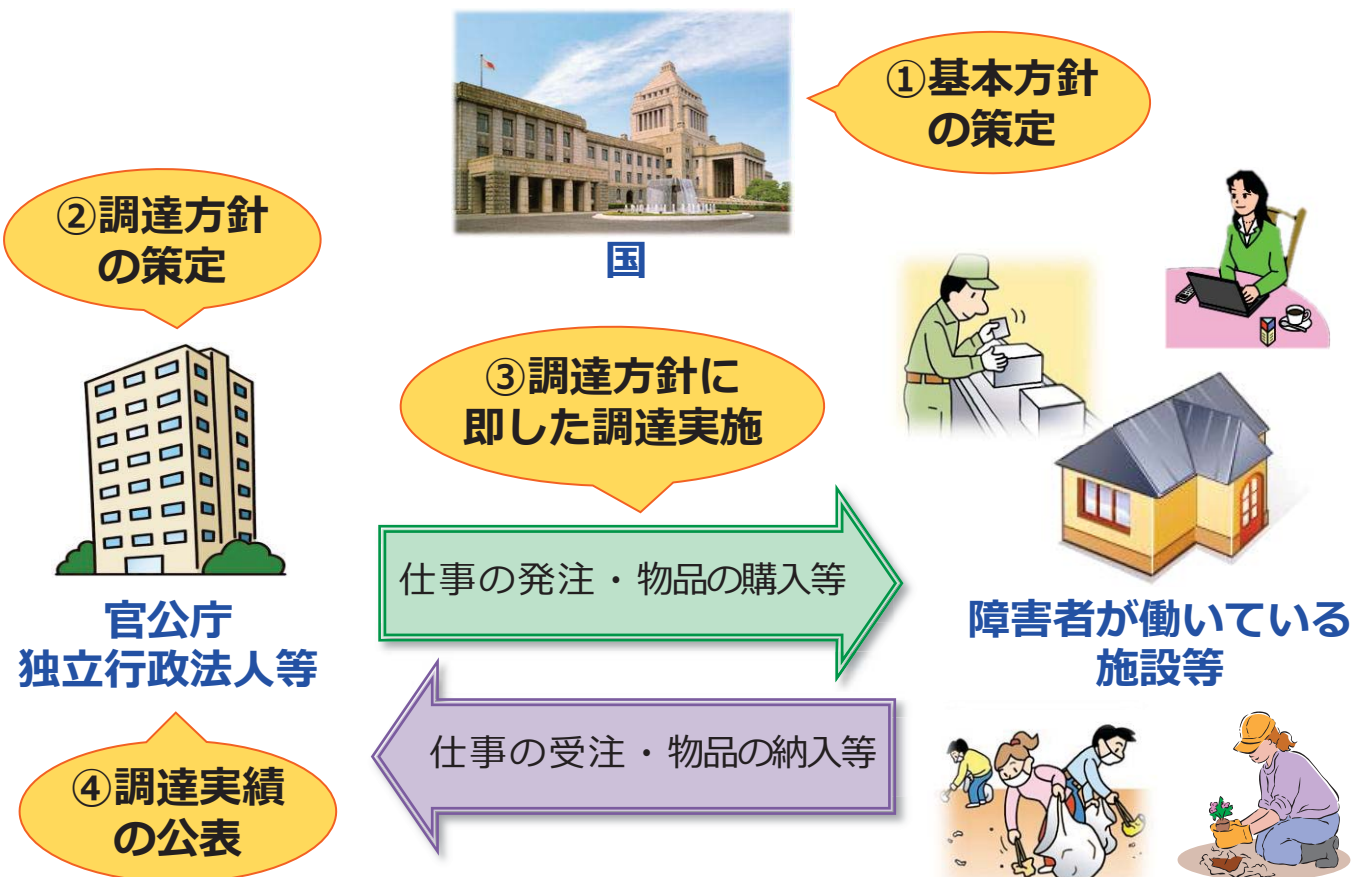 ①基本方針
の策定
国
②調達方針
の策定
③調達方針に
即した調達実施
仕事の発注・物品の購入等
官公庁
独立行政法人等
障害者が働いている
施設等
仕事の受注・物品の納入等
④調達実績
の公表